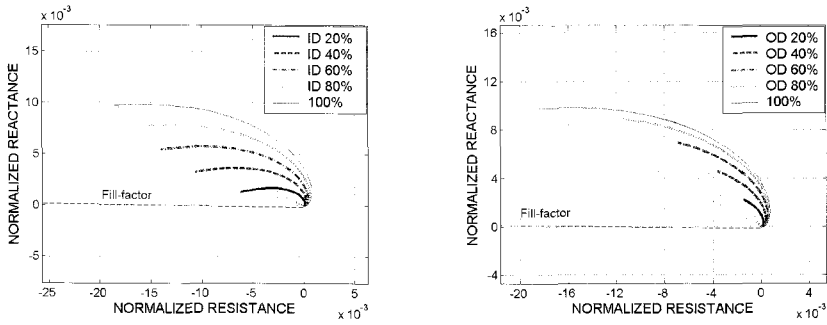 x 10⁻³
15
10
5
0
-5
NORMALIZED REACTANCE
ID 20%
ID 40%
ID 60%
ID 80%
100%
Fill-factor
-25 -20 -15 -10 -5 0 5
NORMALIZED RESISTANCE
x 10⁻³
x 10⁻³
16
12
8
4
0
-4
NORMALIZED REACTANCE
OD 20%
OD 40%
OD 60%
OD 80%
100%
Fill-factor
-20 -16 -12 -8 -4 0 4
NORMALIZED RESISTANCE
x 10⁻³